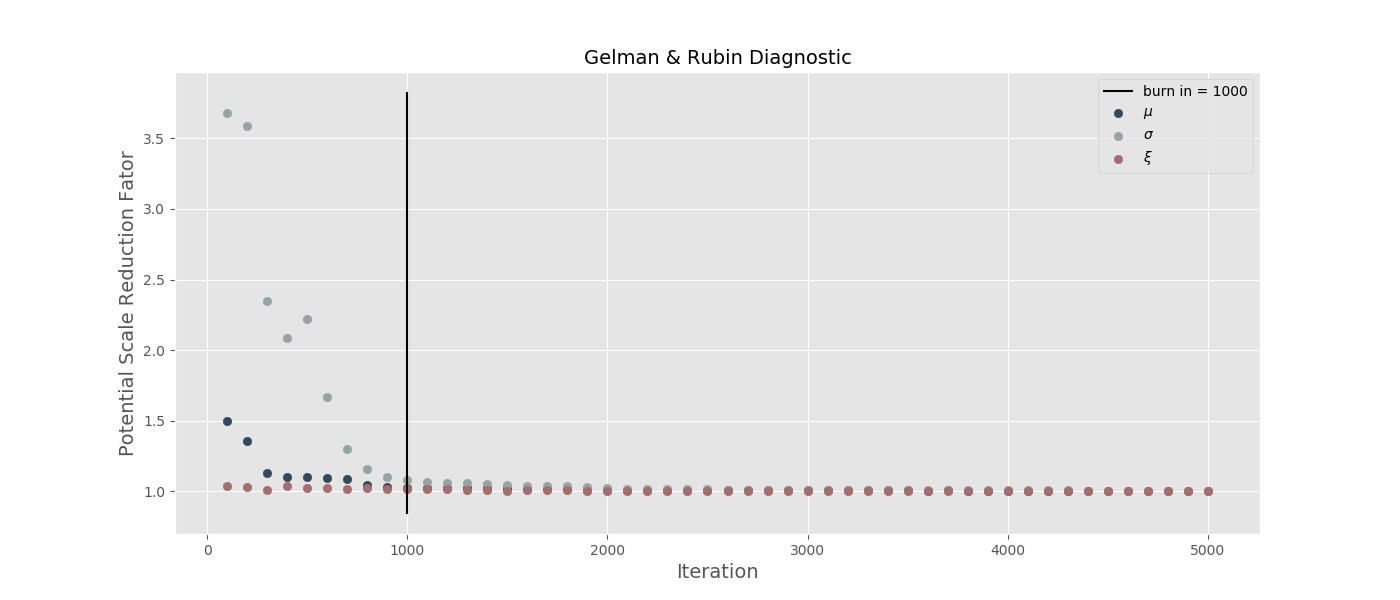 Gelman & Rubin Diagnostic
burn in = 1000
μ
σ
ξ
Potential Scale Reduction Fator
3.5
3.0
2.5
2.0
1.5
1.0
0 1000 2000 3000 4000 5000
Iteration